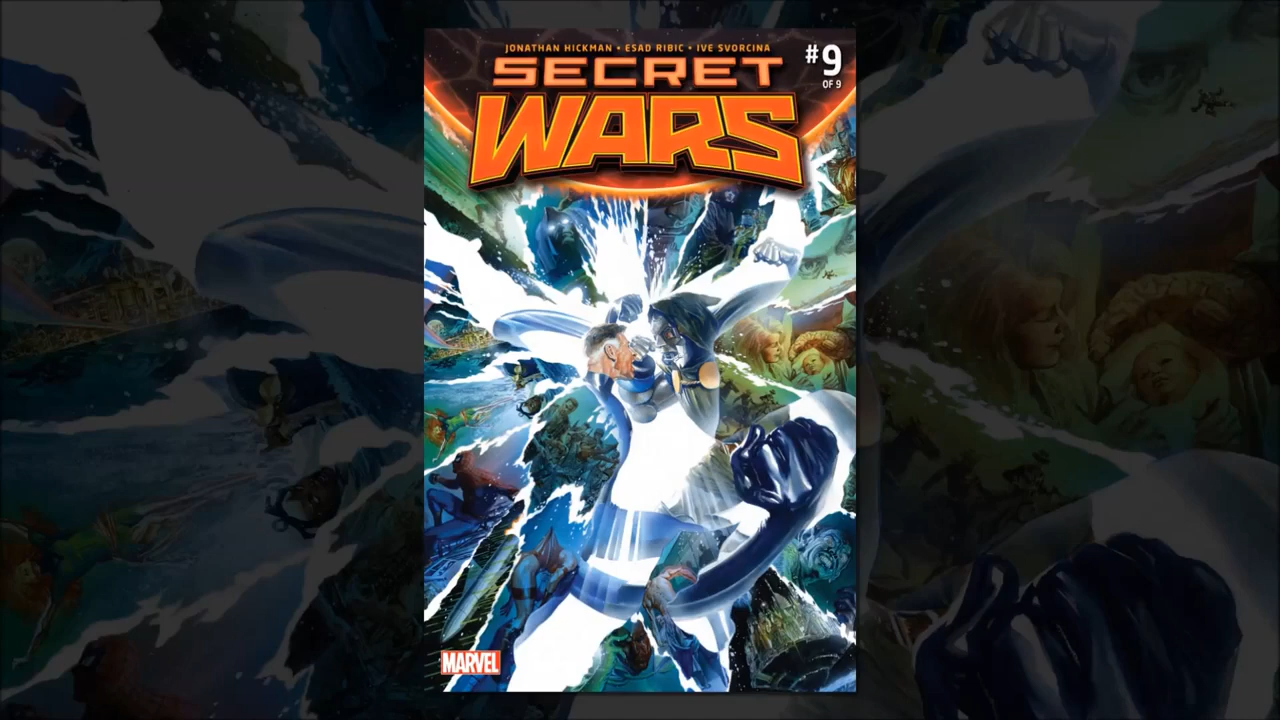 JONATHAN HICKMAN • ESAD RIBIC • IVE SVORCINA
SECRET
WARS
#9
OF 9
MARVEL